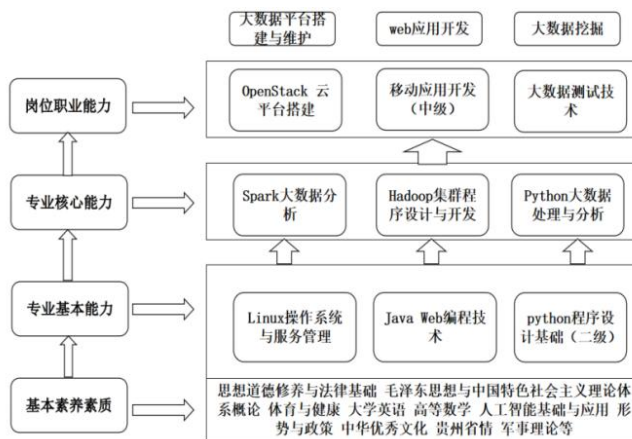 大数据平台搭
建与维护
web应用开发
大数据挖掘
岗位职业能力
OpenStack 云
平台搭建
移动应用开发
（中级）
大数据测试技
术
专业核心能力
Spark大数据分
析
Hadoop集群程
序设计与开发
Python大数据
处理与分析
专业基本能力
Linux操作系统
与服务管理
Java Web编程技
术
python程序设
计基础（二级）
基本素养素质
思想道德修养与法律基础 毛泽东思想与中国特色社会主义理论体
系概论 体育与健康 大学英语 高等数学 人工智能基础与应用 形
势与政策 中华优秀文化 贵州省情 军事理论等